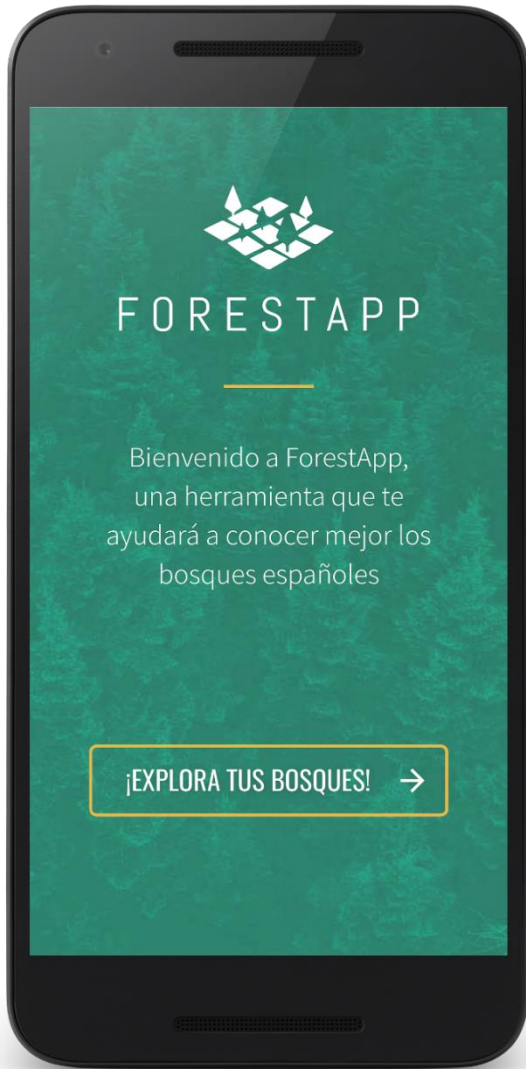 FORESTAPP
Bienvenido a ForestApp,
una herramienta que te
ayudará a conocer mejor los
bosques españoles
¡EXPLORA TUS BOSQUES! →